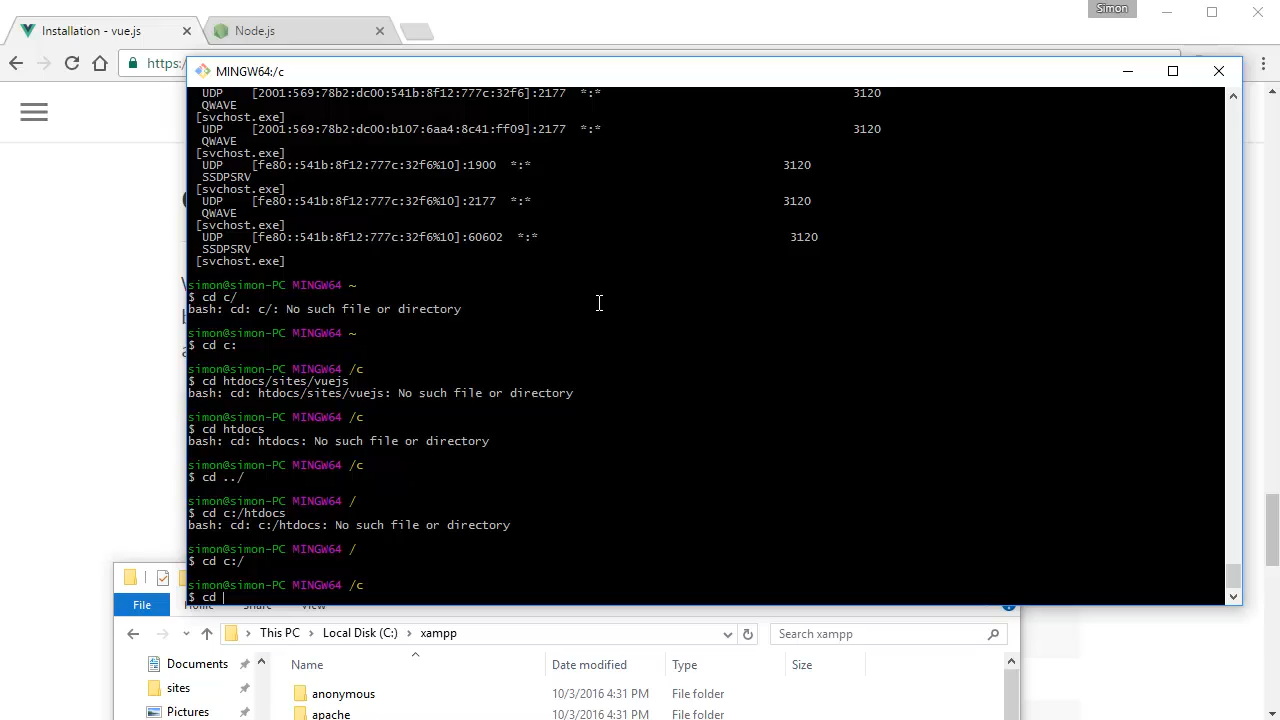 Simon
Installation - vue.js
Node.js
https:
MINGW64:/c
UDP [2001:569:78b2:dc00:541b:8f12:777c:32f6]:2177 *:* 3120
QWAVE
[svchost.exe]
UDP [2001:569:78b2:dc00:b107:6aa4:8c41:ff09]:2177 *:* 3120
QWAVE
[svchost.exe]
UDP [fe80::541b:8f12:777c:32f6%10]:1900 *:* 3120
SSDPSRV
[svchost.exe]
UDP [fe80::541b:8f12:777c:32f6%10]:2177 *:* 3120
QWAVE
[svchost.exe]
UDP [fe80::541b:8f12:777c:32f6%10]:60602 *:* 3120
SSDPSRV
[svchost.exe]
simon@simon-PC MINGW64 ~
$ cd c/
bash: cd: c/: No such file or directory
simon@simon-PC MINGW64 ~
$ cd c:
simon@simon-PC MINGW64 /c
$ cd htdocs/sites/vuejs
bash: cd: htdocs/sites/vuejs: No such file or directory
simon@simon-PC MINGW64 /c
$ cd htdocs
bash: cd: htdocs: No such file or directory
simon@simon-PC MINGW64 /c
$ cd ../
simon@simon-PC MINGW64 /
$ cd c:/htdocs
bash: cd: c:/htdocs: No such file or directory
simon@simon-PC MINGW64 /
$ cd c:/
simon@simon-PC MINGW64 /c
$ cd
File Home Share View
This PC > Local Disk (C:) > xampp
Search xampp
Name Date modified Type Size
Documents
sites
Pictures
anonymous 10/3/2016 4:31 PM File folder
apache 10/3/2016 4:31 PM File folder